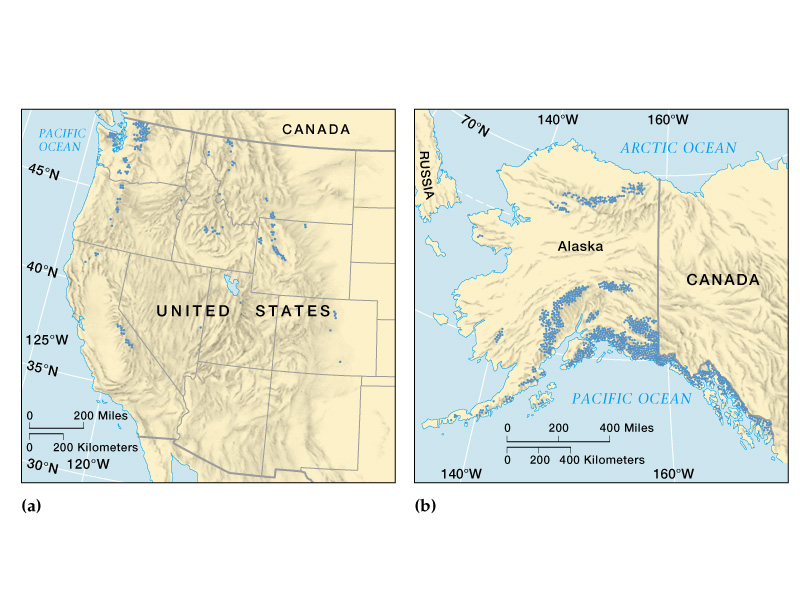 CANADA
PACIFIC
OCEAN
45°N
40°N
UNITED STATES
125°W
35°N
0 200 Miles
0 200 Kilometers
30°N 120°W
(a)
70°N
140°W 160°W
ARCTIC OCEAN
RUSSIA
Alaska
CANADA
PACIFIC OCEAN
0 200 400 Miles
0 200 400 Kilometers
140°W 160°W
(b)